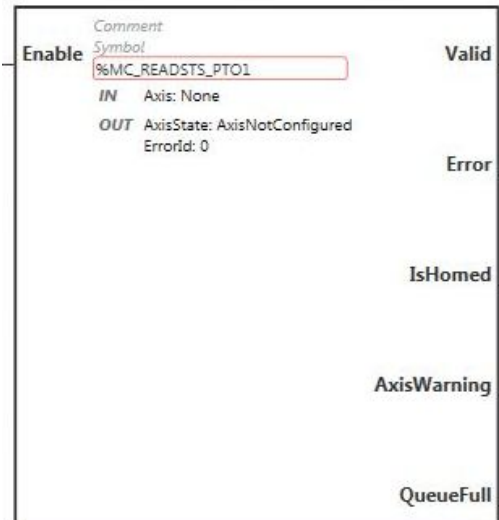 Comment
Symbol
Enable
%MC_READSTS_PTO1
IN Axis: None
OUT AxisState: AxisNotConfigured
ErrorId: 0
Valid
Error
IsHomed
AxisWarning
QueueFull